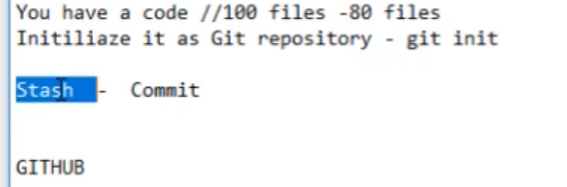 You have a code //100 files -80 files
Initiliaze it as Git repository - git init
Stash - Commit
GITHUB